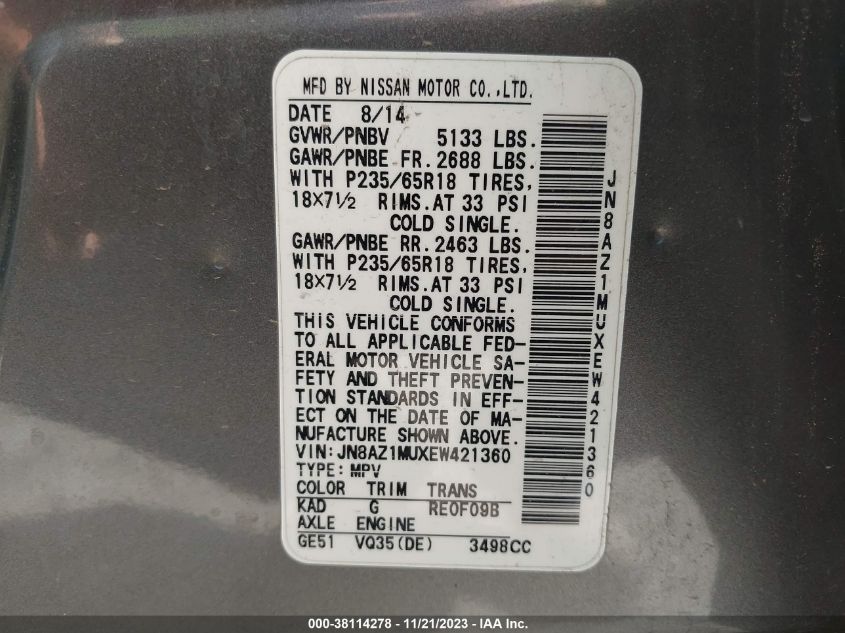 MFD BY NISSAN MOTOR CO.,LTD.
DATE 8/14
GVWR/PNBV 5133 LBS.
GAWR/PNBE FR. 2688 LBS.
WITH P235/65R18 TIRES,
18X7½ RIMS.AT 33 PSI
COLD SINGLE.
GAWR/PNBE RR. 2463 LBS.
WITH P235/65R18 TIRES,
18X7½ RIMS.AT 33 PSI
COLD SINGLE.
THIS VEHICLE CONFORMS
TO ALL APPLICABLE FED-
ERAL MOTOR VEHICLE SA-
FETY AND THEFT PREVEN-
TION STANDARDS IN EFF-
ECT ON THE DATE OF MA-
NUFACTURE SHOWN ABOVE.
VIN:JN8AZ1MUXEW421360
TYPE:MPV
COLOR TRIM TRANS
KAD G RE0F09B
AXLE ENGINE
GE51 VQ35(DE) 3498CC
JN8AZ1MUXEW421360
000-38114278 - 11/21/2023 - IAA Inc.